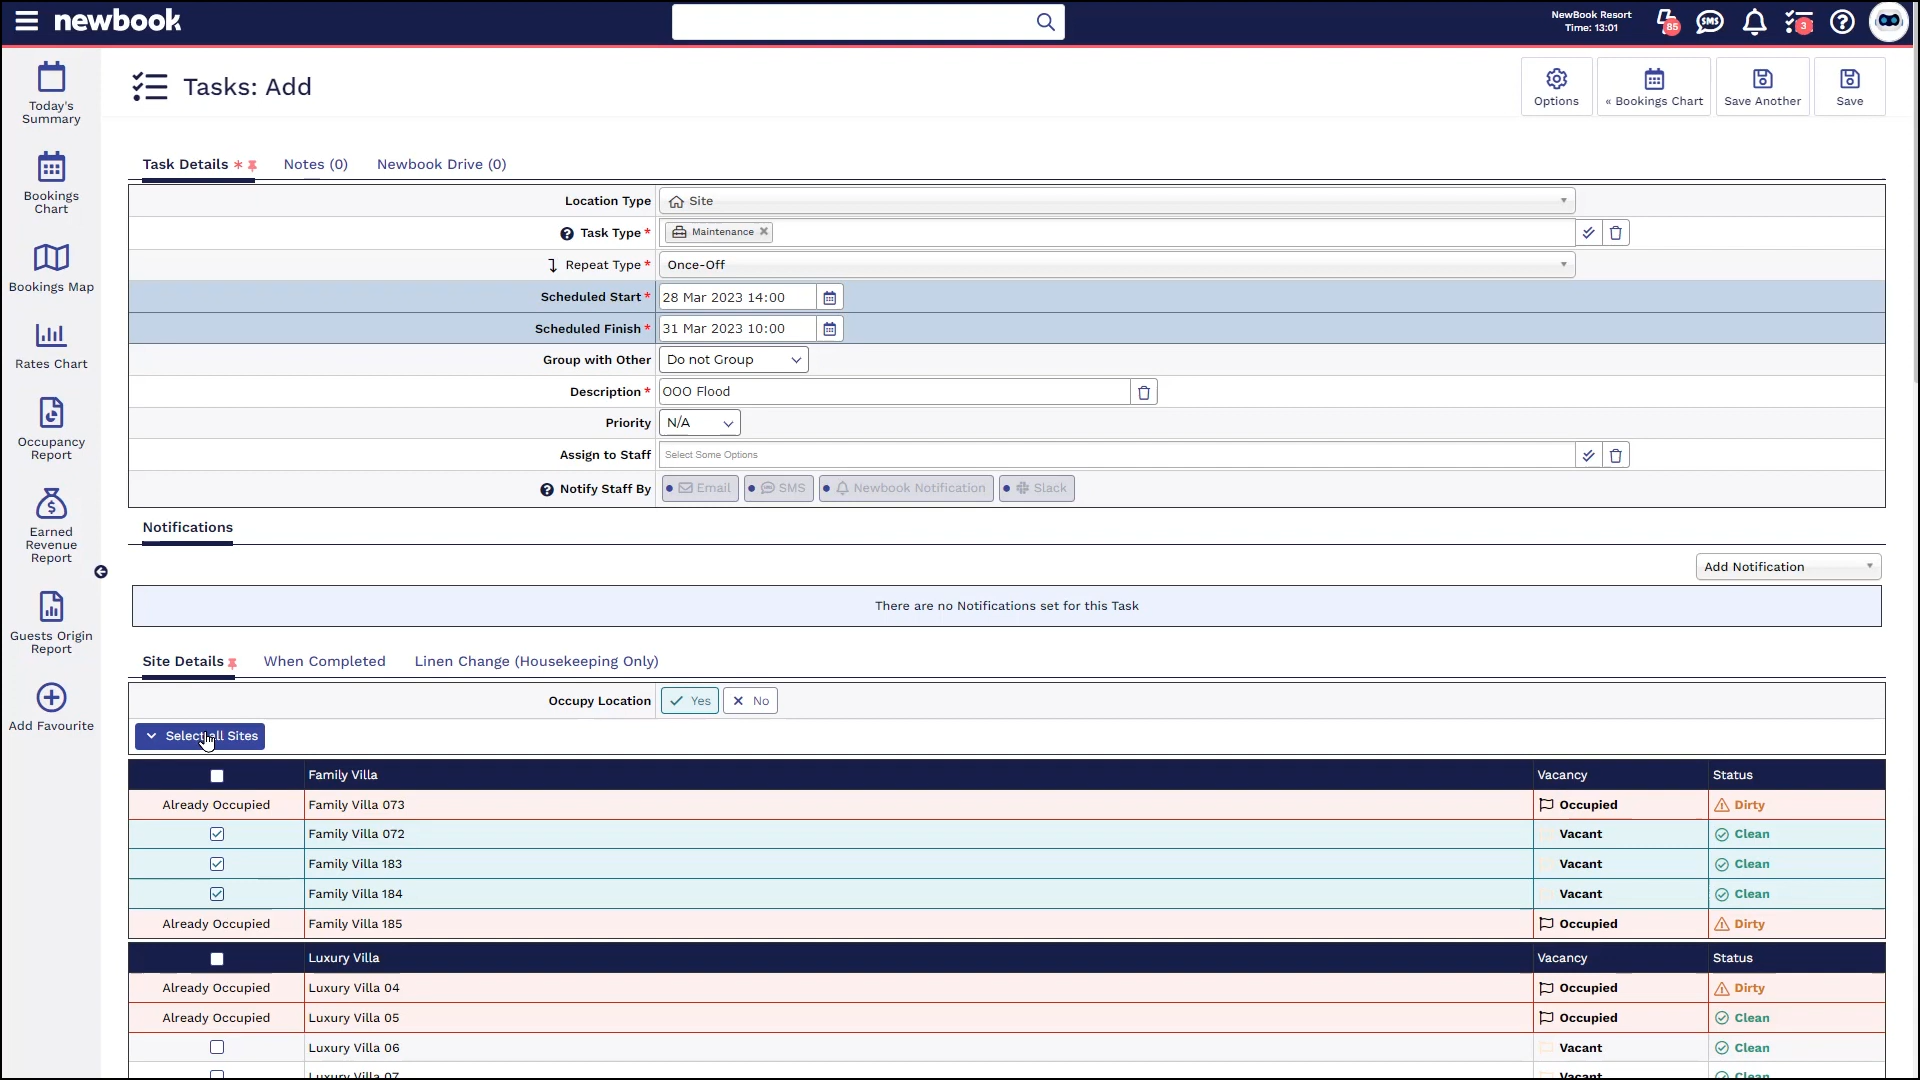 newbook
NewBook Resort
Time: 13:01
85
SMS
3
Today's
Summary
Bookings
Chart
Bookings Map
Rates Chart
Occupancy
Report
Earned
Revenue
Report
Guests Origin
Report
Add Favourite
Tasks: Add
Options
« Bookings Chart
Save Another
Save
Task Details *
Notes (0)
Newbook Drive (0)
Location Type
Site
Task Type *
Maintenance
Repeat Type *
Once-Off
Scheduled Start *
28 Mar 2023 14:00
Scheduled Finish *
31 Mar 2023 10:00
Group with Other
Do not Group
Description *
OOO Flood
Priority
N/A
Assign to Staff
Select Some Options
Notify Staff By
Email
SMS
Newbook Notification
Slack
Notifications
Add Notification
There are no Notifications set for this Task
Site Details
When Completed
Linen Change (Housekeeping Only)
Occupy Location
Yes
No
Select all Sites
Family Villa Vacancy Status
Already Occupied Family Villa 073 Occupied Dirty
Family Villa 072 Vacant Clean
Family Villa 183 Vacant Clean
Family Villa 184 Vacant Clean
Already Occupied Family Villa 185 Occupied Dirty
Luxury Villa Vacancy Status
Already Occupied Luxury Villa 04 Occupied Dirty
Already Occupied Luxury Villa 05 Occupied Clean
Luxury Villa 06 Vacant Clean
Luxury Villa 07 Vacant Clean